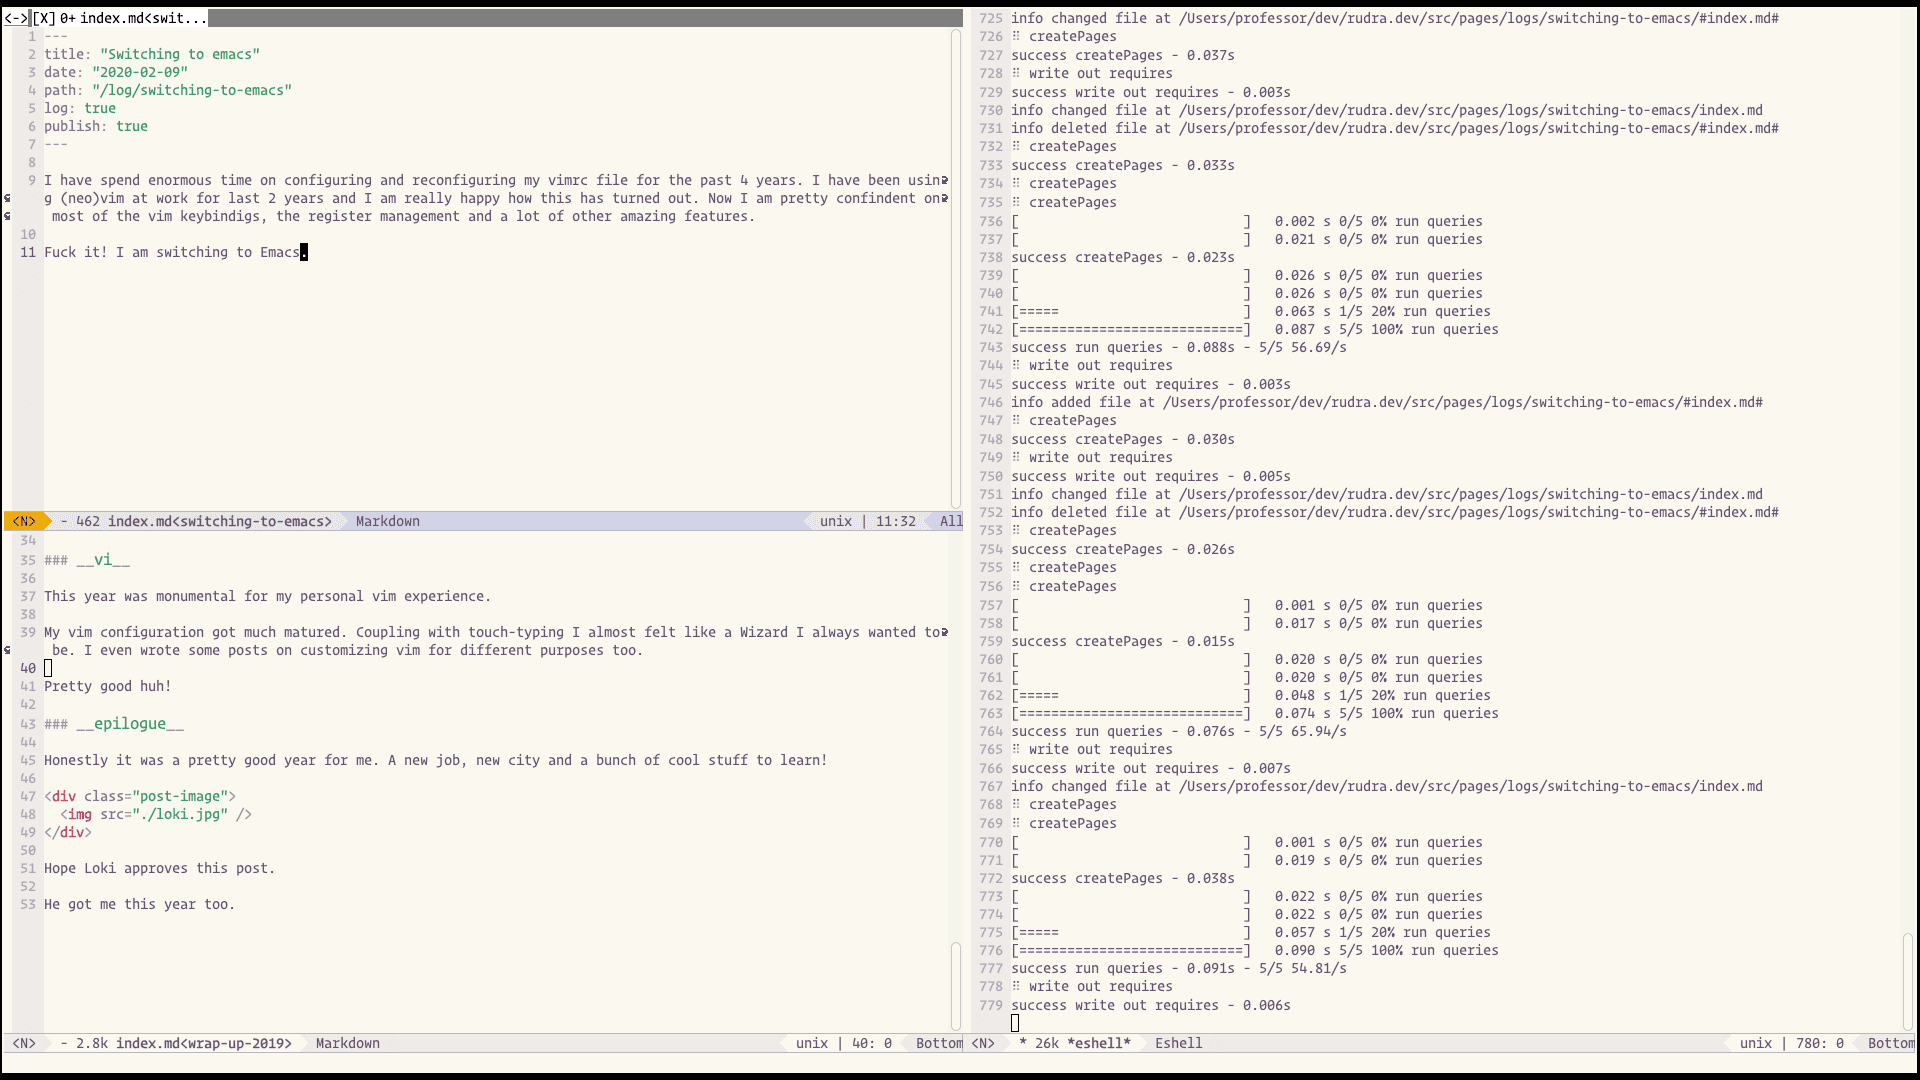 <->[X] 0+ index.md<swit...
1 ---
2 title: "Switching to emacs"
3 date: "2020-02-09"
4 path: "/log/switching-to-emacs"
5 log: true
6 publish: true
7 ---
8
9 I have spend enormous time on configuring and reconfiguring my vimrc file for the past 4 years. I have been usin
g (neo)vim at work for last 2 years and I am really happy how this has turned out. Now I am pretty confindent on
most of the vim keybindigs, the register management and a lot of other amazing features.
10
11 Fuck it! I am switching to Emacs.
<N> - 462 index.md<switching-to-emacs> Markdown unix | 11:32 All
34
35 ### __vi__
36
37 This year was monumental for my personal vim experience.
38
39 My vim configuration got much matured. Coupling with touch-typing I almost felt like a Wizard I always wanted to
be. I even wrote some posts on customizing vim for different purposes too.
40
41 Pretty good huh!
42
43 ### __epilogue__
44
45 Honestly it was a pretty good year for me. A new job, new city and a bunch of cool stuff to learn!
46
47 <div class="post-image">
48   <img src="./loki.jpg" />
49 </div>
50
51 Hope Loki approves this post.
52
53 He got me this year too.
<N> - 2.8k index.md<wrap-up-2019> Markdown unix | 40: 0 Bottom
725 info changed file at /Users/professor/dev/rudra.dev/src/pages/logs/switching-to-emacs/#index.md#
726 ⠿ createPages
727 success createPages - 0.037s
728 ⠿ write out requires
729 success write out requires - 0.003s
730 info changed file at /Users/professor/dev/rudra.dev/src/pages/logs/switching-to-emacs/index.md
731 info deleted file at /Users/professor/dev/rudra.dev/src/pages/logs/switching-to-emacs/#index.md#
732 ⠿ createPages
733 success createPages - 0.033s
734 ⠿ createPages
735 ⠿ createPages
736 [                            ]   0.002 s 0/5 0% run queries
737 [                            ]   0.021 s 0/5 0% run queries
738 success createPages - 0.023s
739 [                            ]   0.026 s 0/5 0% run queries
740 [                            ]   0.026 s 0/5 0% run queries
741 [=====                       ]   0.063 s 1/5 20% run queries
742 [============================]   0.087 s 5/5 100% run queries
743 success run queries - 0.088s - 5/5 56.69/s
744 ⠿ write out requires
745 success write out requires - 0.003s
746 info added file at /Users/professor/dev/rudra.dev/src/pages/logs/switching-to-emacs/#index.md#
747 ⠿ createPages
748 success createPages - 0.030s
749 ⠿ write out requires
750 success write out requires - 0.005s
751 info changed file at /Users/professor/dev/rudra.dev/src/pages/logs/switching-to-emacs/index.md
752 info deleted file at /Users/professor/dev/rudra.dev/src/pages/logs/switching-to-emacs/#index.md#
753 ⠿ createPages
754 success createPages - 0.026s
755 ⠿ createPages
756 ⠿ createPages
757 [                            ]   0.001 s 0/5 0% run queries
758 [                            ]   0.017 s 0/5 0% run queries
759 success createPages - 0.015s
760 [                            ]   0.020 s 0/5 0% run queries
761 [                            ]   0.020 s 0/5 0% run queries
762 [=====                       ]   0.048 s 1/5 20% run queries
763 [============================]   0.074 s 5/5 100% run queries
764 success run queries - 0.076s - 5/5 65.94/s
765 ⠿ write out requires
766 success write out requires - 0.007s
767 info changed file at /Users/professor/dev/rudra.dev/src/pages/logs/switching-to-emacs/index.md
768 ⠿ createPages
769 ⠿ createPages
770 [                            ]   0.001 s 0/5 0% run queries
771 [                            ]   0.019 s 0/5 0% run queries
772 success createPages - 0.038s
773 [                            ]   0.022 s 0/5 0% run queries
774 [                            ]   0.022 s 0/5 0% run queries
775 [=====                       ]   0.057 s 1/5 20% run queries
776 [============================]   0.090 s 5/5 100% run queries
777 success run queries - 0.091s - 5/5 54.81/s
778 ⠿ write out requires
779 success write out requires - 0.006s
<N> * 26k *eshell* Eshell unix | 780: 0 Bottom